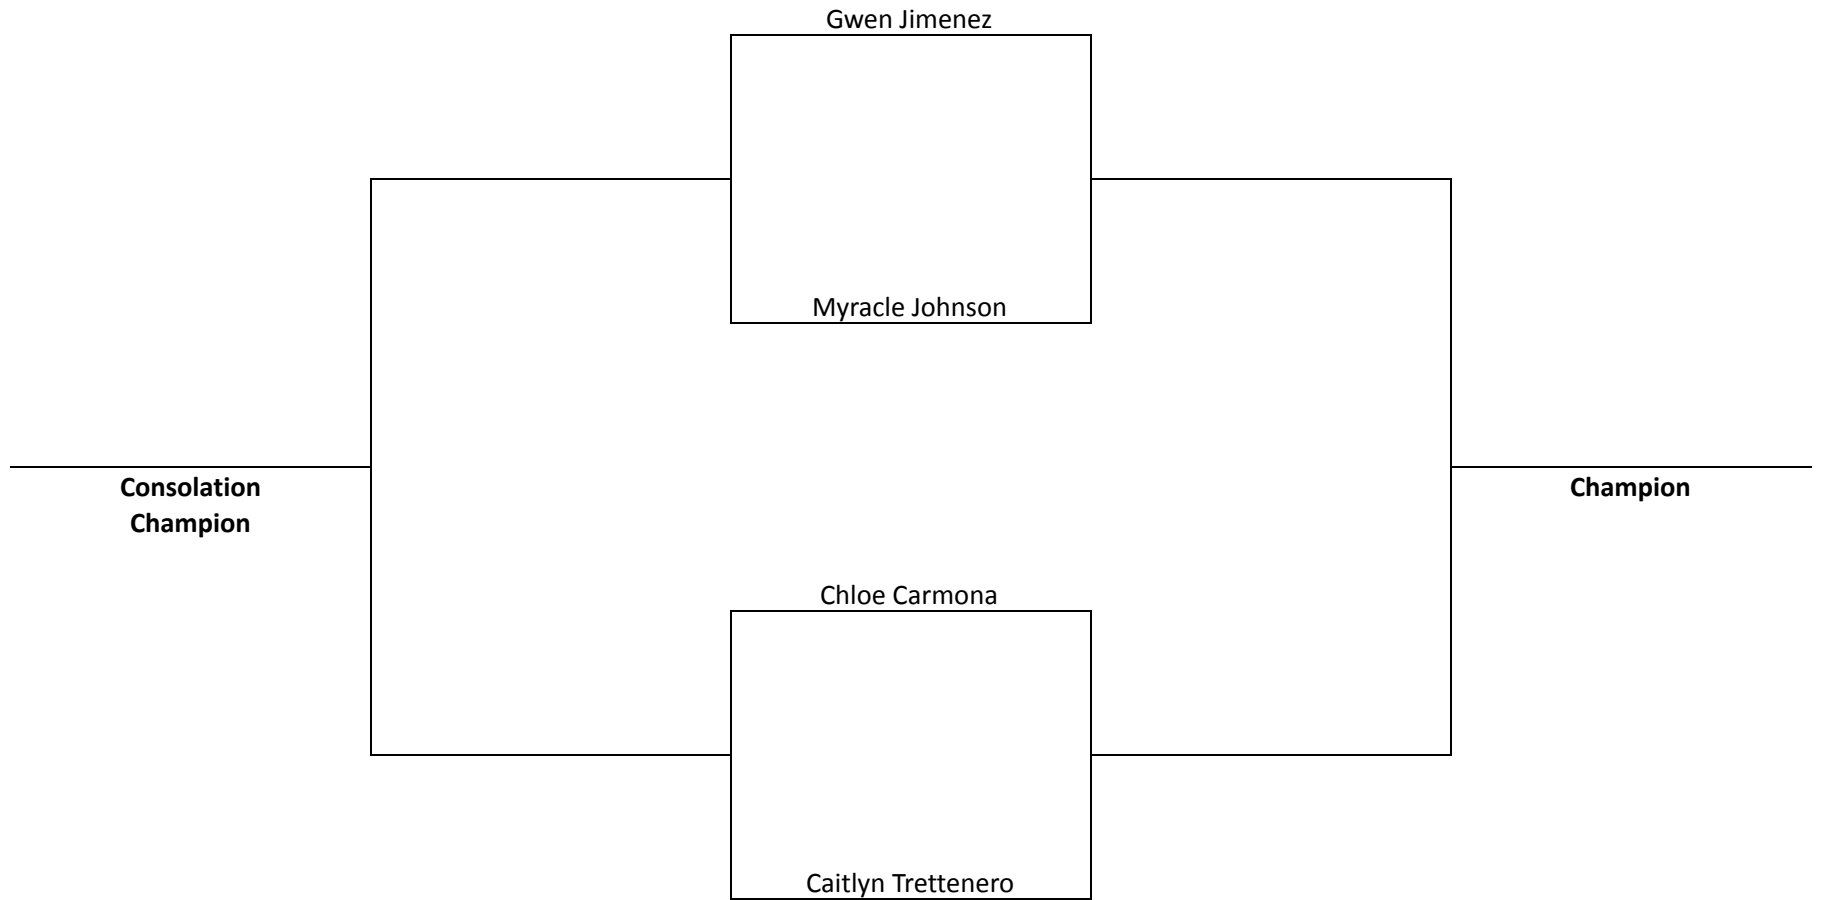 Gwen Jimenez
Myracle Johnson
Consolation
Champion
Champion
Chloe Carmona
Caitlyn Trettenero